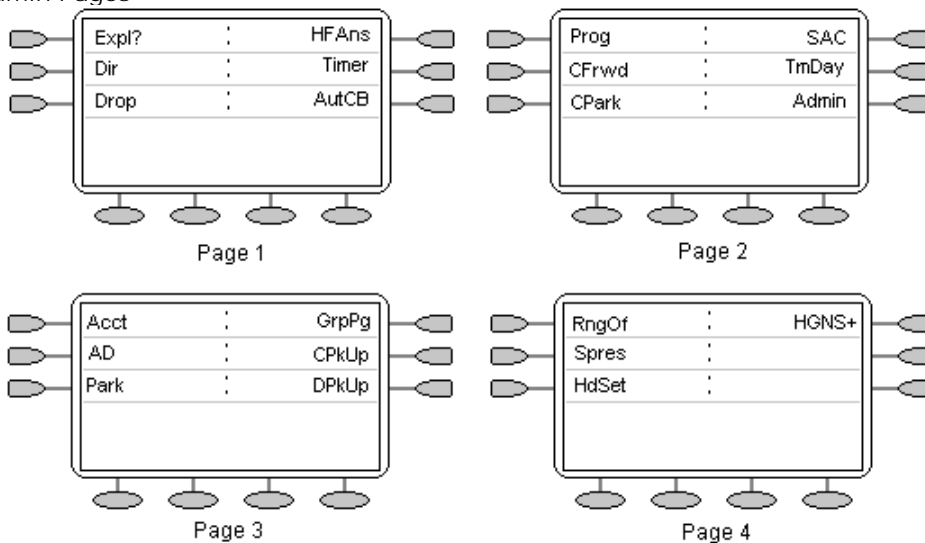 Pages
Expl? : HFAns
Dir : Timer
Drop : AutCB
Page 1
Prog : SAC
CFrwd : TmDay
CPark : Admin
Page 2
Acct : GrpPg
AD : CPkUp
Park : DPkUp
Page 3
RngOf : HGNS+
Spres :
HdSet :
Page 4